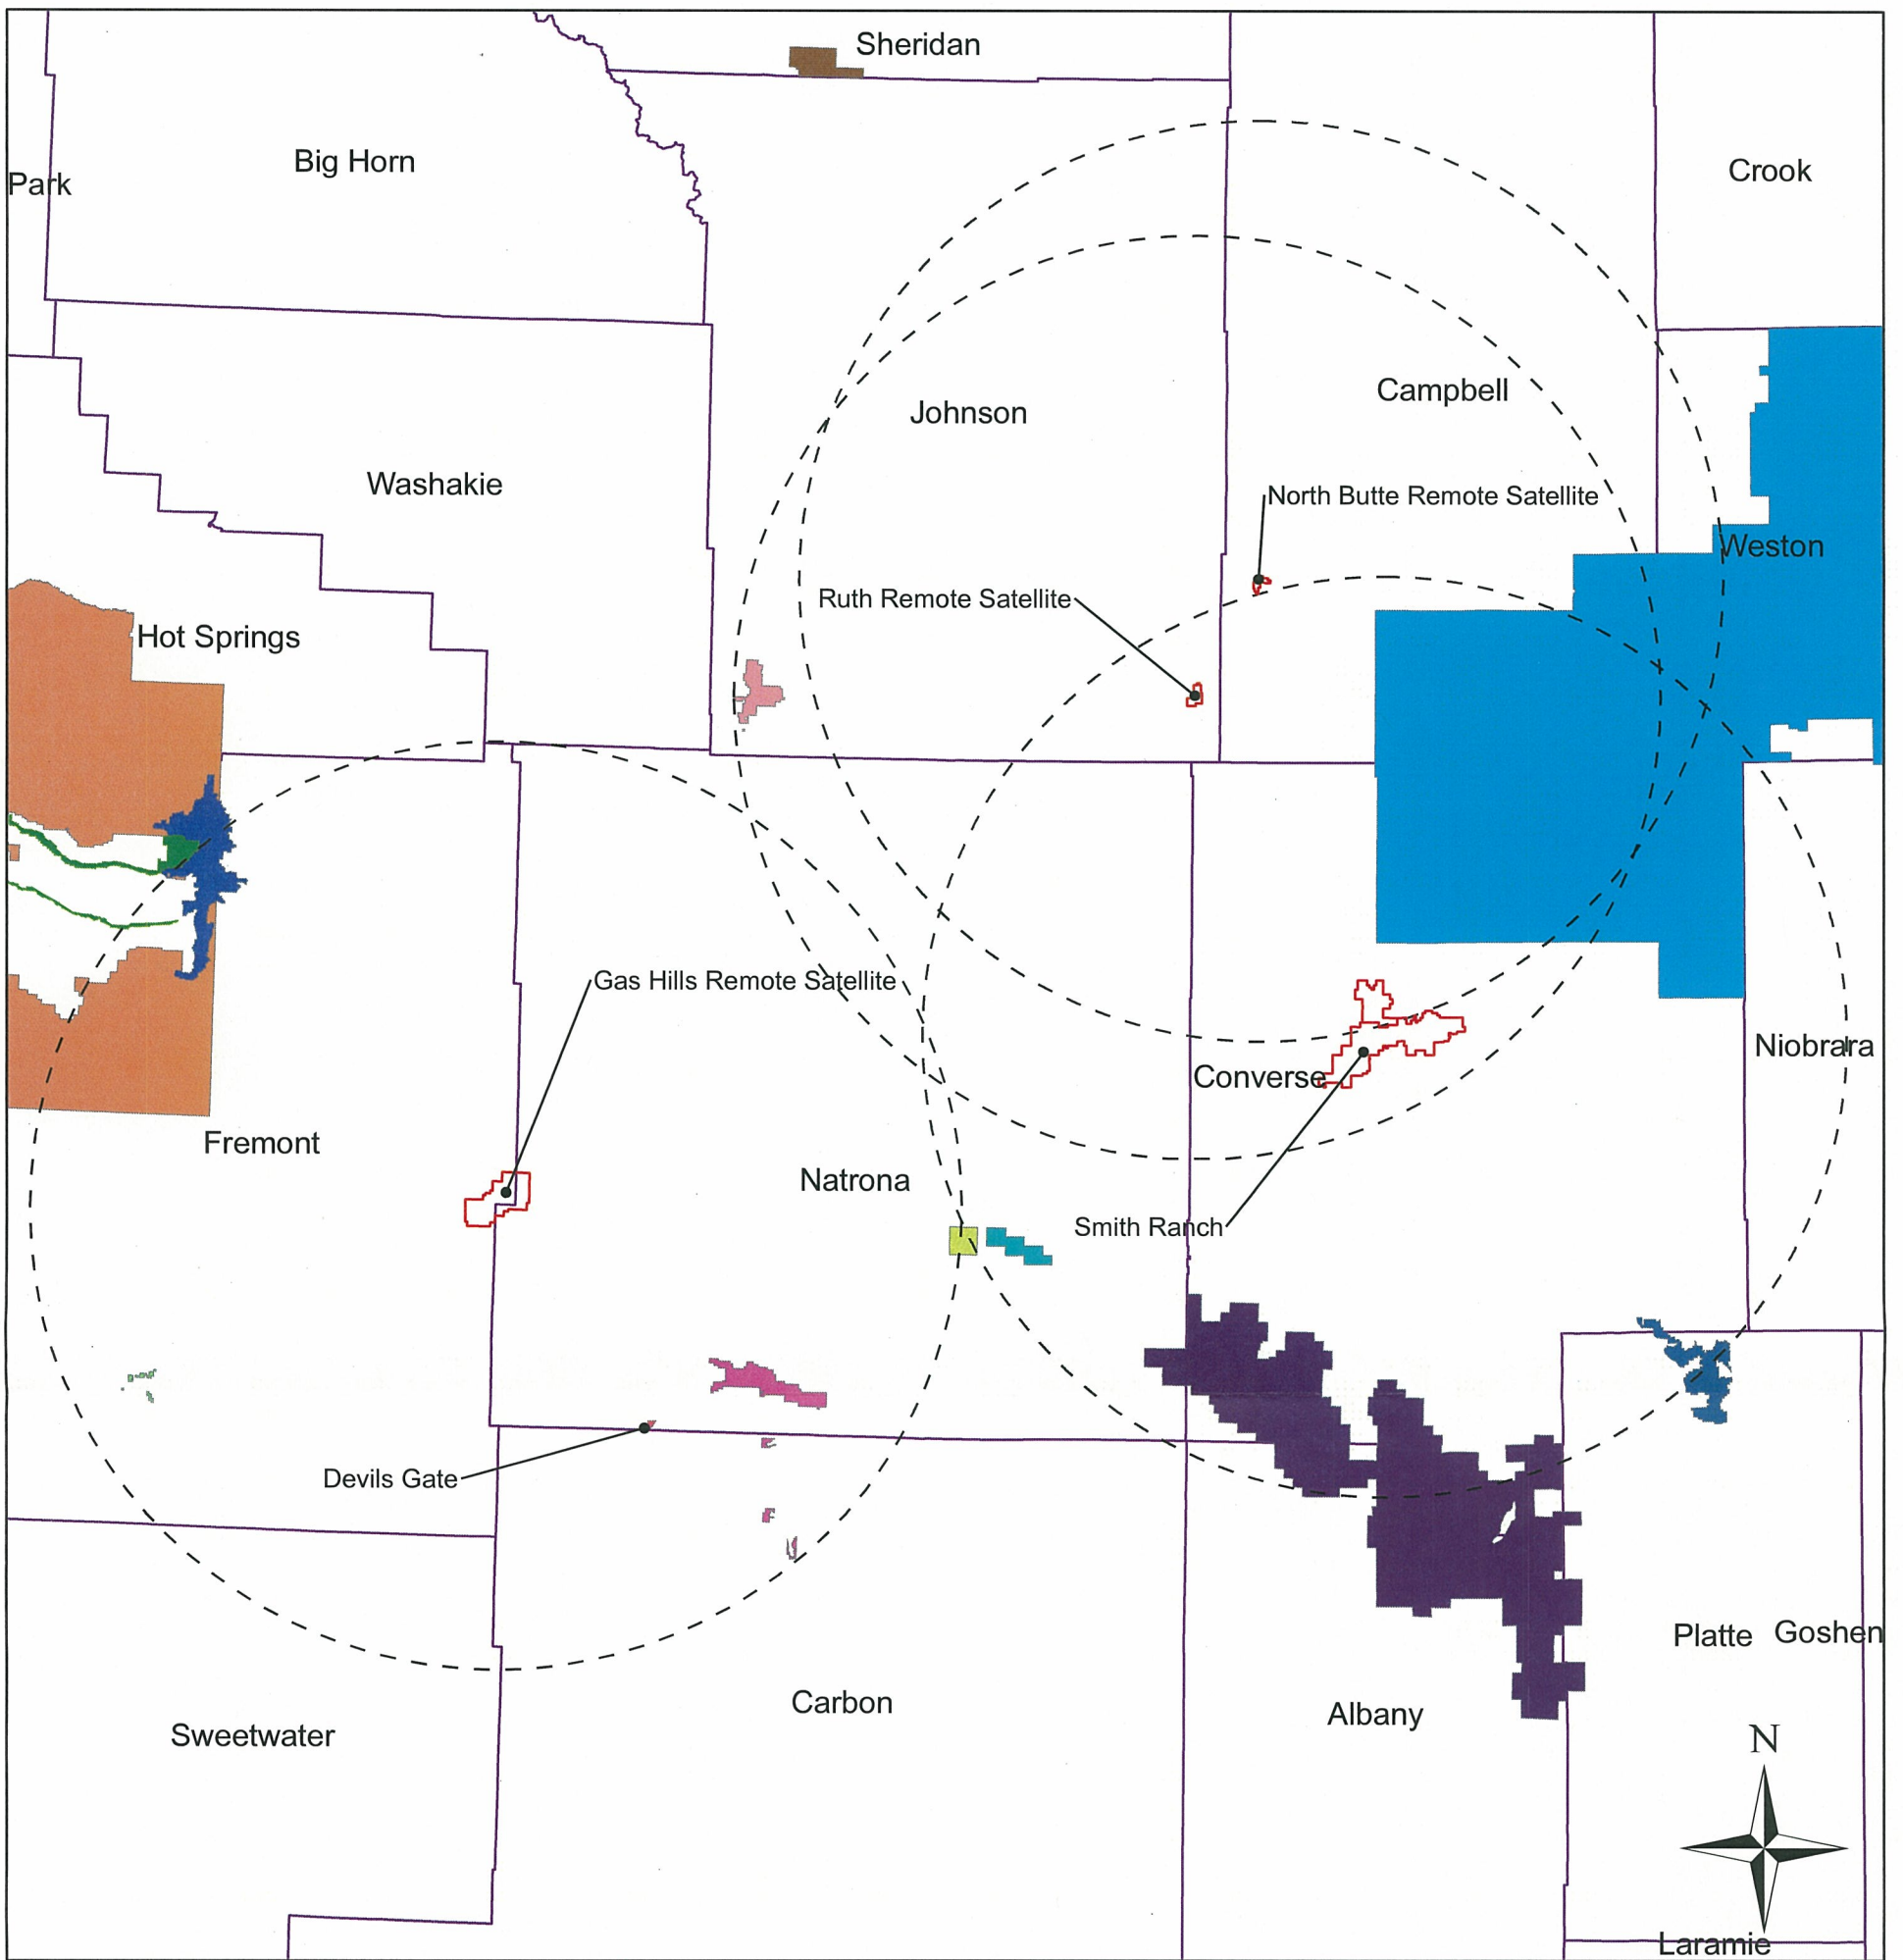 Sheridan
Big Horn
Crook
Park
Campbell
Johnson
Washakie
North Butte Remote Satellite
Weston
Ruth Remote Satellite
Hot Springs
Gas Hills Remote Satellite
Niobrara
Converse
Fremont
Natrona
Smith Ranch
Devils Gate
Platte
Goshen
Carbon
Albany
Sweetwater
N
Laramie